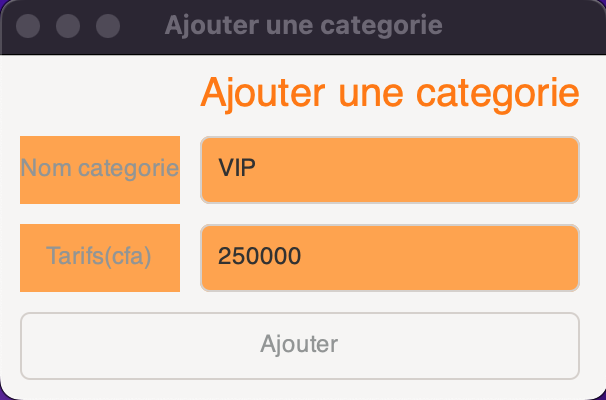 Ajouter une categorie
Ajouter une categorie
Nom categorie VIP
Tarifs(cfa) 250000
Ajouter